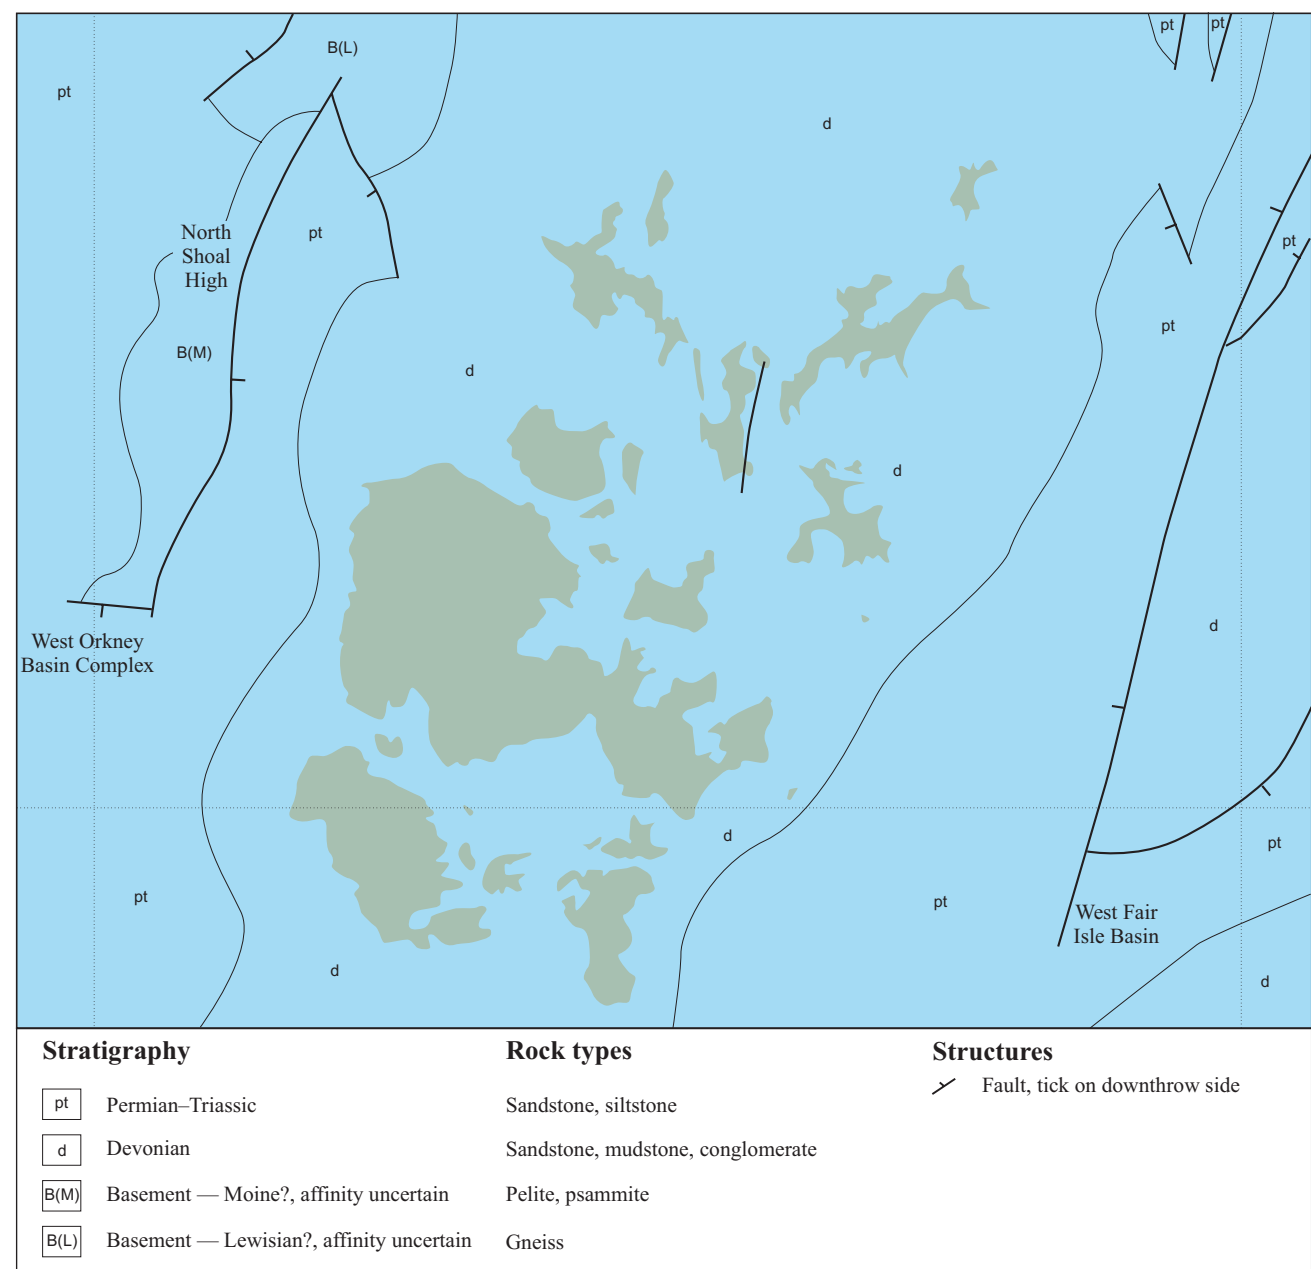 pt
pt
B(L)
pt
d
North
Shoal
High
pt
pt
pt
B(M)
d
d
d
West Orkney
Basin Complex
d
pt
pt
pt
West Fair
Isle Basin
d
d
Stratigraphy
Rock types
Structures
Fault, tick on downthrow side
pt
Permian–Triassic
Sandstone, siltstone
d
Devonian
Sandstone, mudstone, conglomerate
B(M)
Basement — Moine?, affinity uncertain
Pelite, psammite
B(L)
Basement — Lewisian?, affinity uncertain
Gneiss